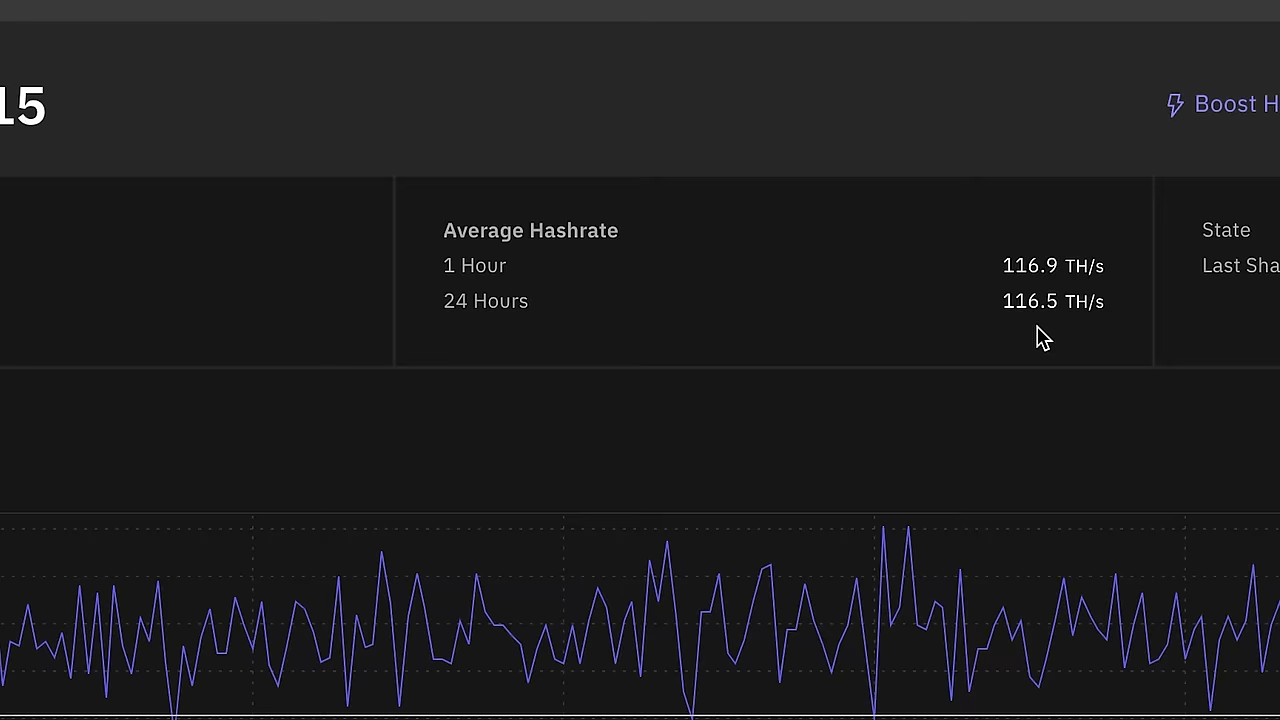 15
Boost H
Average Hashrate
1 Hour
116.9 TH/s
24 Hours
116.5 TH/s
State
Last Sha